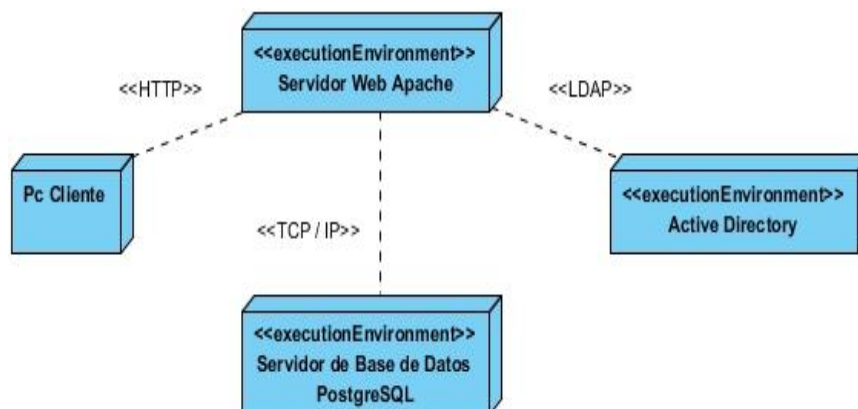 <<executionEnvironment>>
Servidor Web Apache
<<HTTP>>
<<LDAP>>
Pc Cliente
<<executionEnvironment>>
Active Directory
<<TCP / IP>>
<<executionEnvironment>>
Servidor de Base de Datos
PostgreSQL